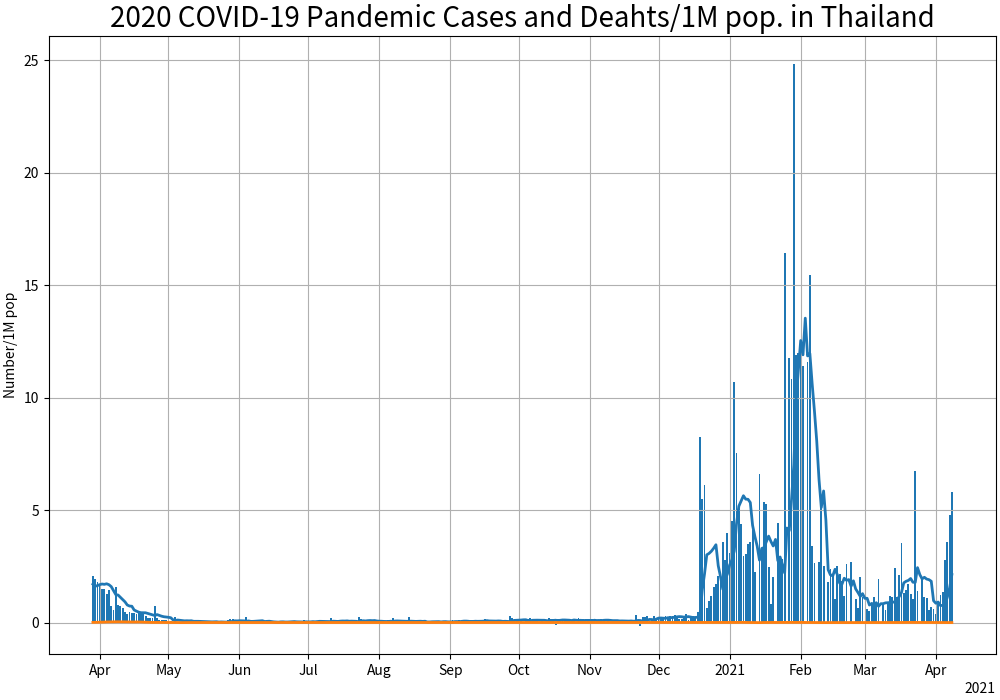 2020 COVID-19 Pandemic Cases and Deahts/1M pop. in Thailand
Number/1M pop
25
20
15
10
5
0
Apr May Jun Jul Aug Sep Oct Nov Dec 2021 Feb Mar Apr
2021